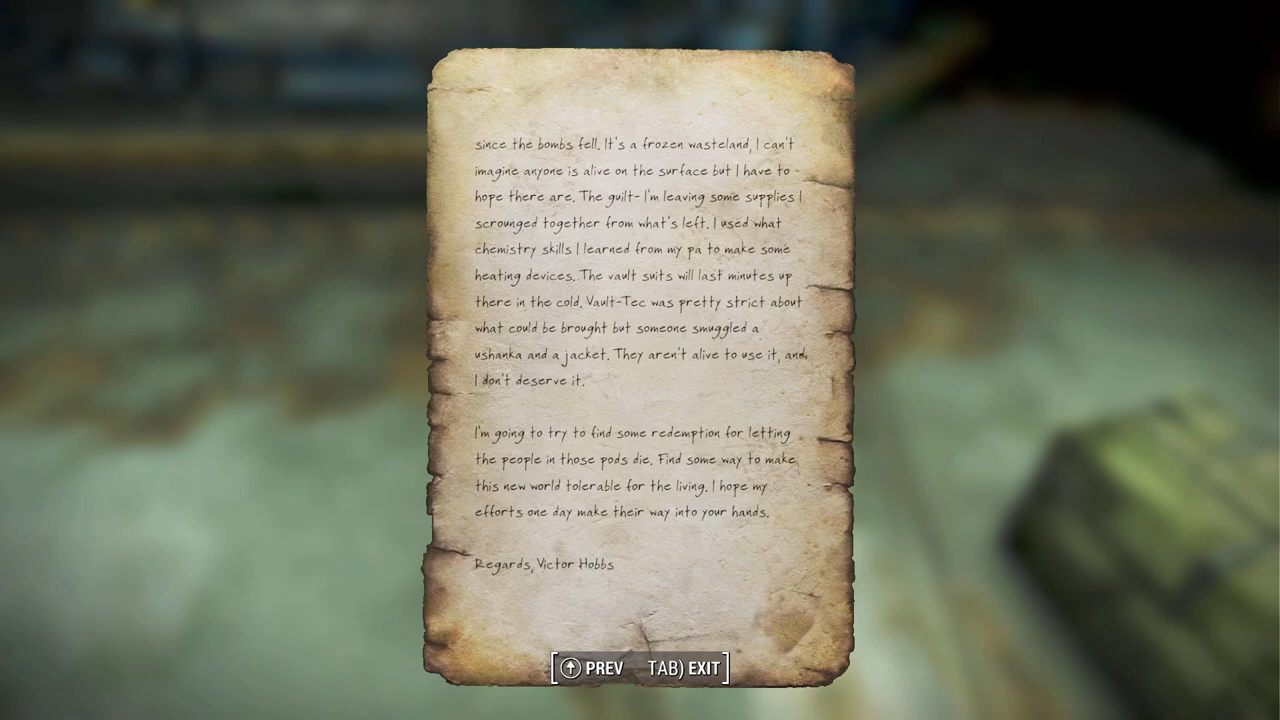 since the bombs fell. It's a frozen wasteland, I can't
imagine anyone is alive on the surface but I have to
hope there are. The guilt- I'm leaving some supplies I
scrounged together from what's left. I used what
chemistry skills I learned from my pa to make some
heating devices. The vault suits will last minutes up
there in the cold. Vault-Tec was pretty strict about
what could be brought but someone smuggled a
ushanka and a jacket. They aren't alive to use it, and
I don't deserve it.
I'm going to try to find some redemption for letting
the people in those pods die. Find some way to make
this new world tolerable for the living. I hope my
efforts one day make their way into your hands.
Regards, Victor Hobbs
PREV TAB) EXIT